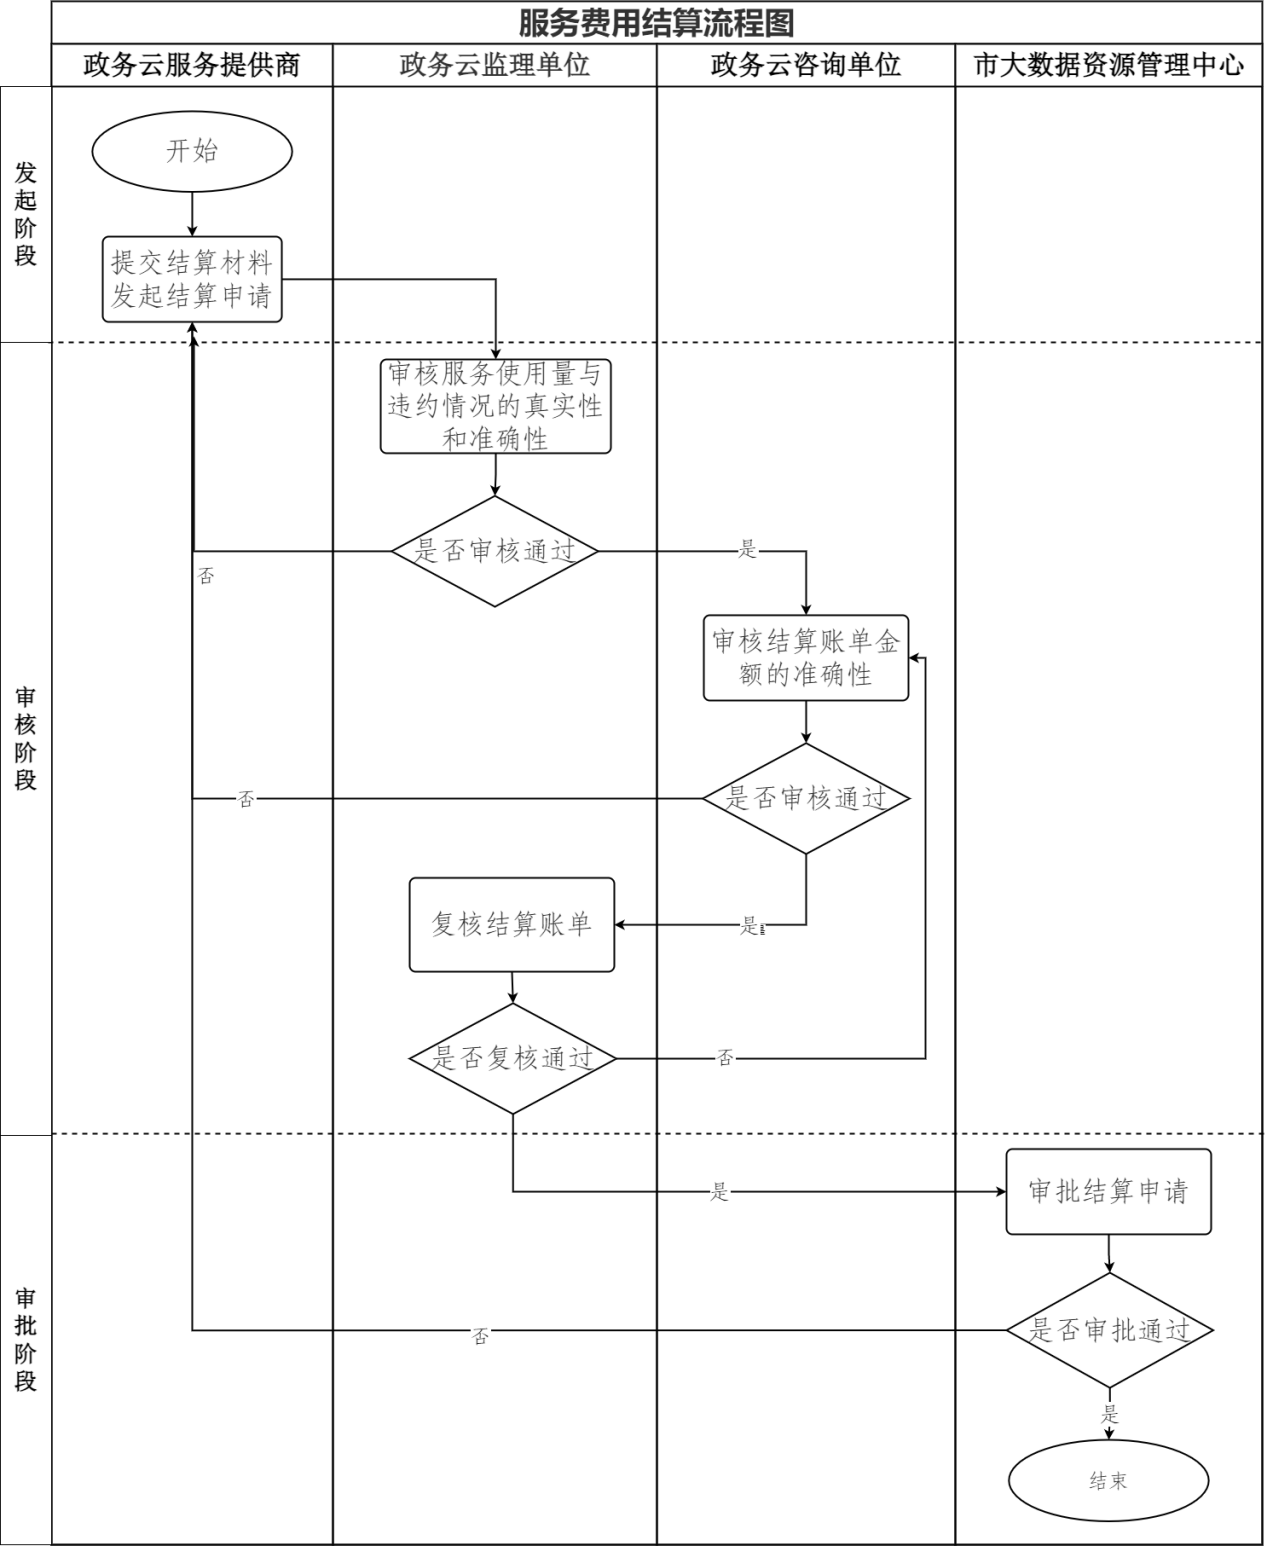 服务费用结算流程图
政务云服务提供商
政务云监理单位
政务云咨询单位
市大数据资源管理中心
发起阶段
开始
提交结算材料
发起结算申请
审核阶段
审核服务使用量与
违约情况的真实性
和准确性
是否审核通过
是
否
审核结算账单金
额的准确性
是否审核通过
否
复核结算账单
是
是否复核通过
否
审批阶段
是
审批结算申请
否
是否审批通过
是
结束